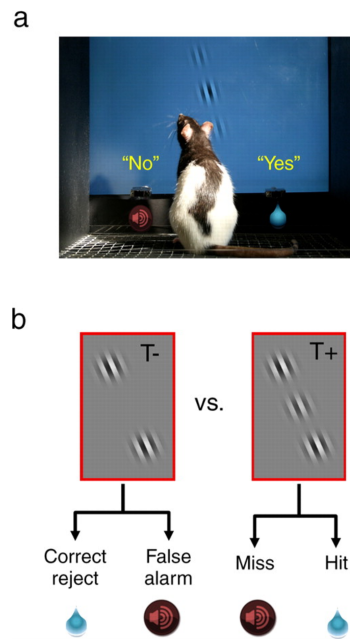 a
“No”
“Yes”
b
T-
T+
vs.
Correct
reject
False
alarm
Miss
Hit